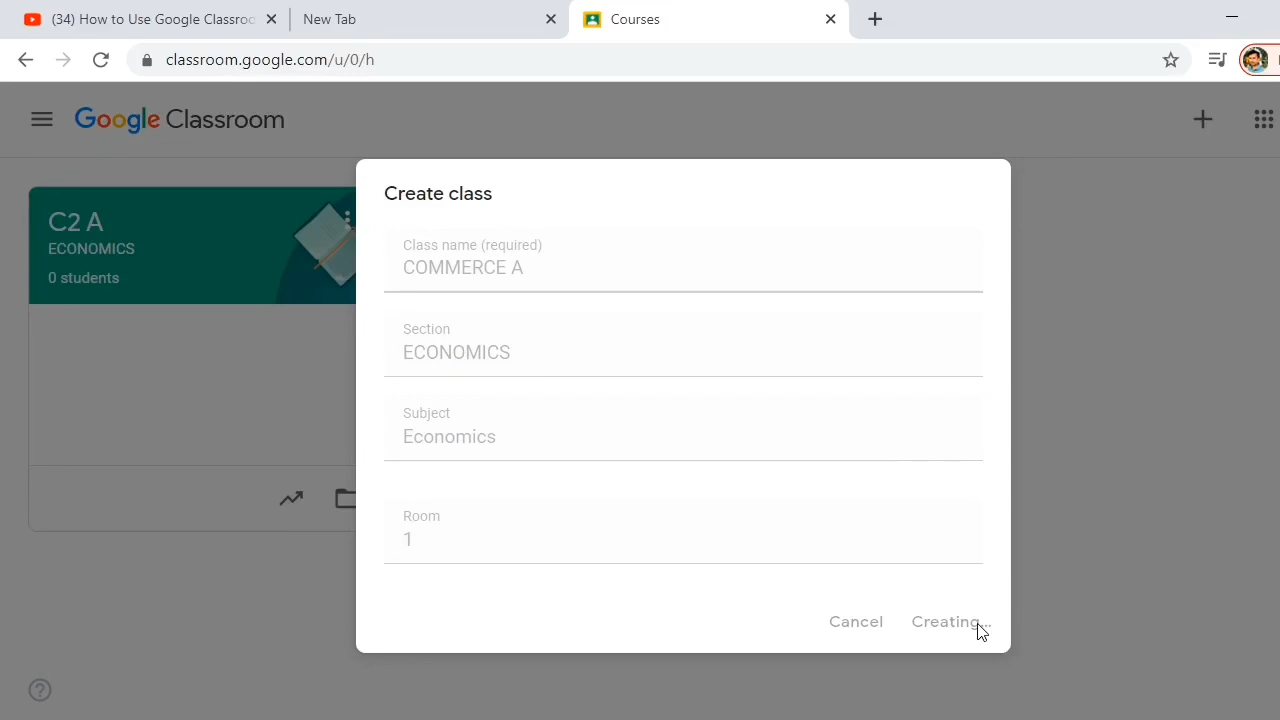 (34) How to Use Google Classroo
New Tab
Courses
classroom.google.com/u/0/h
Google Classroom
C2 A
ECONOMICS
0 students
Create class
Class name (required)
COMMERCE A
Section
ECONOMICS
Subject
Economics
Room
1
Cancel
Creating...